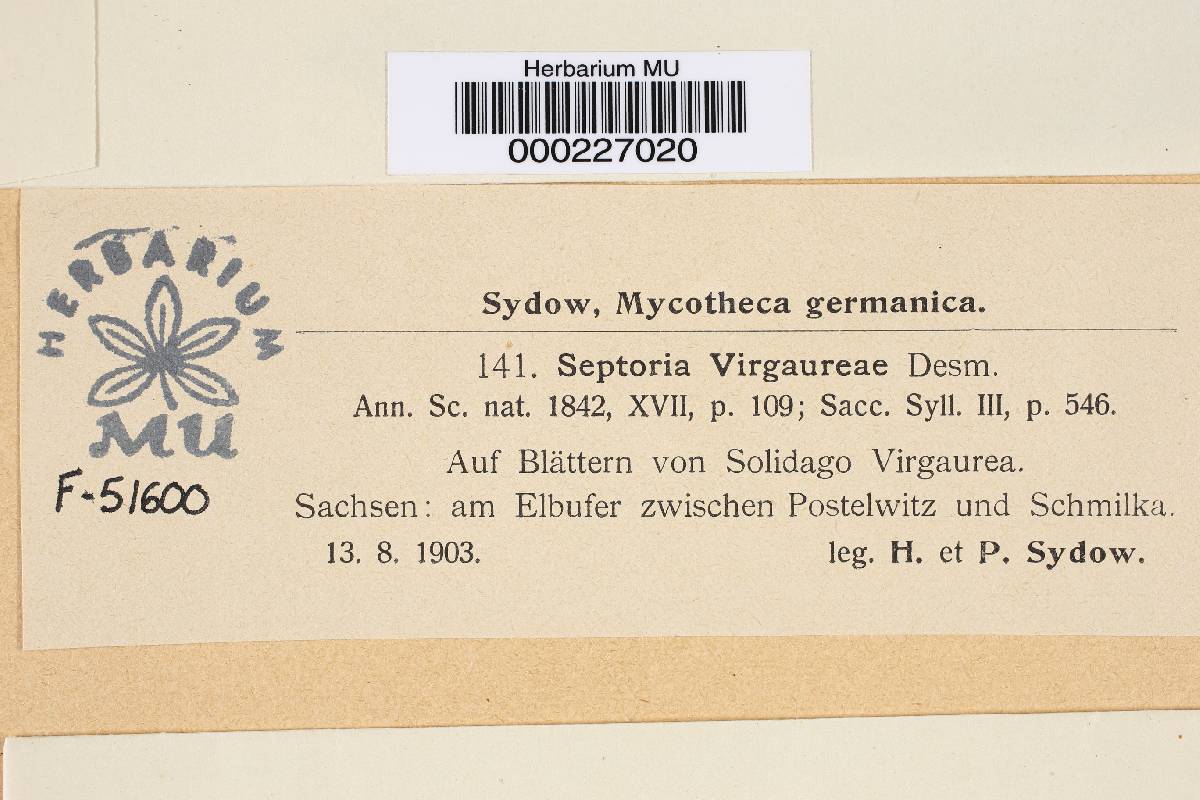 Herbarium MU
000227020
HERBARIUM
MU
F-51600
Sydow, Mycotheca germanica.
141. Septoria Virgaureae Desm.
Ann. Sc. nat. 1842, XVII, p. 109; Sacc. Syll. III, p. 546.
Auf Blättern von Solidago Virgaurea.
Sachsen: am Elbufer zwischen Postelwitz und Schmilka.
13. 8. 1903. leg. H. et P. Sydow.